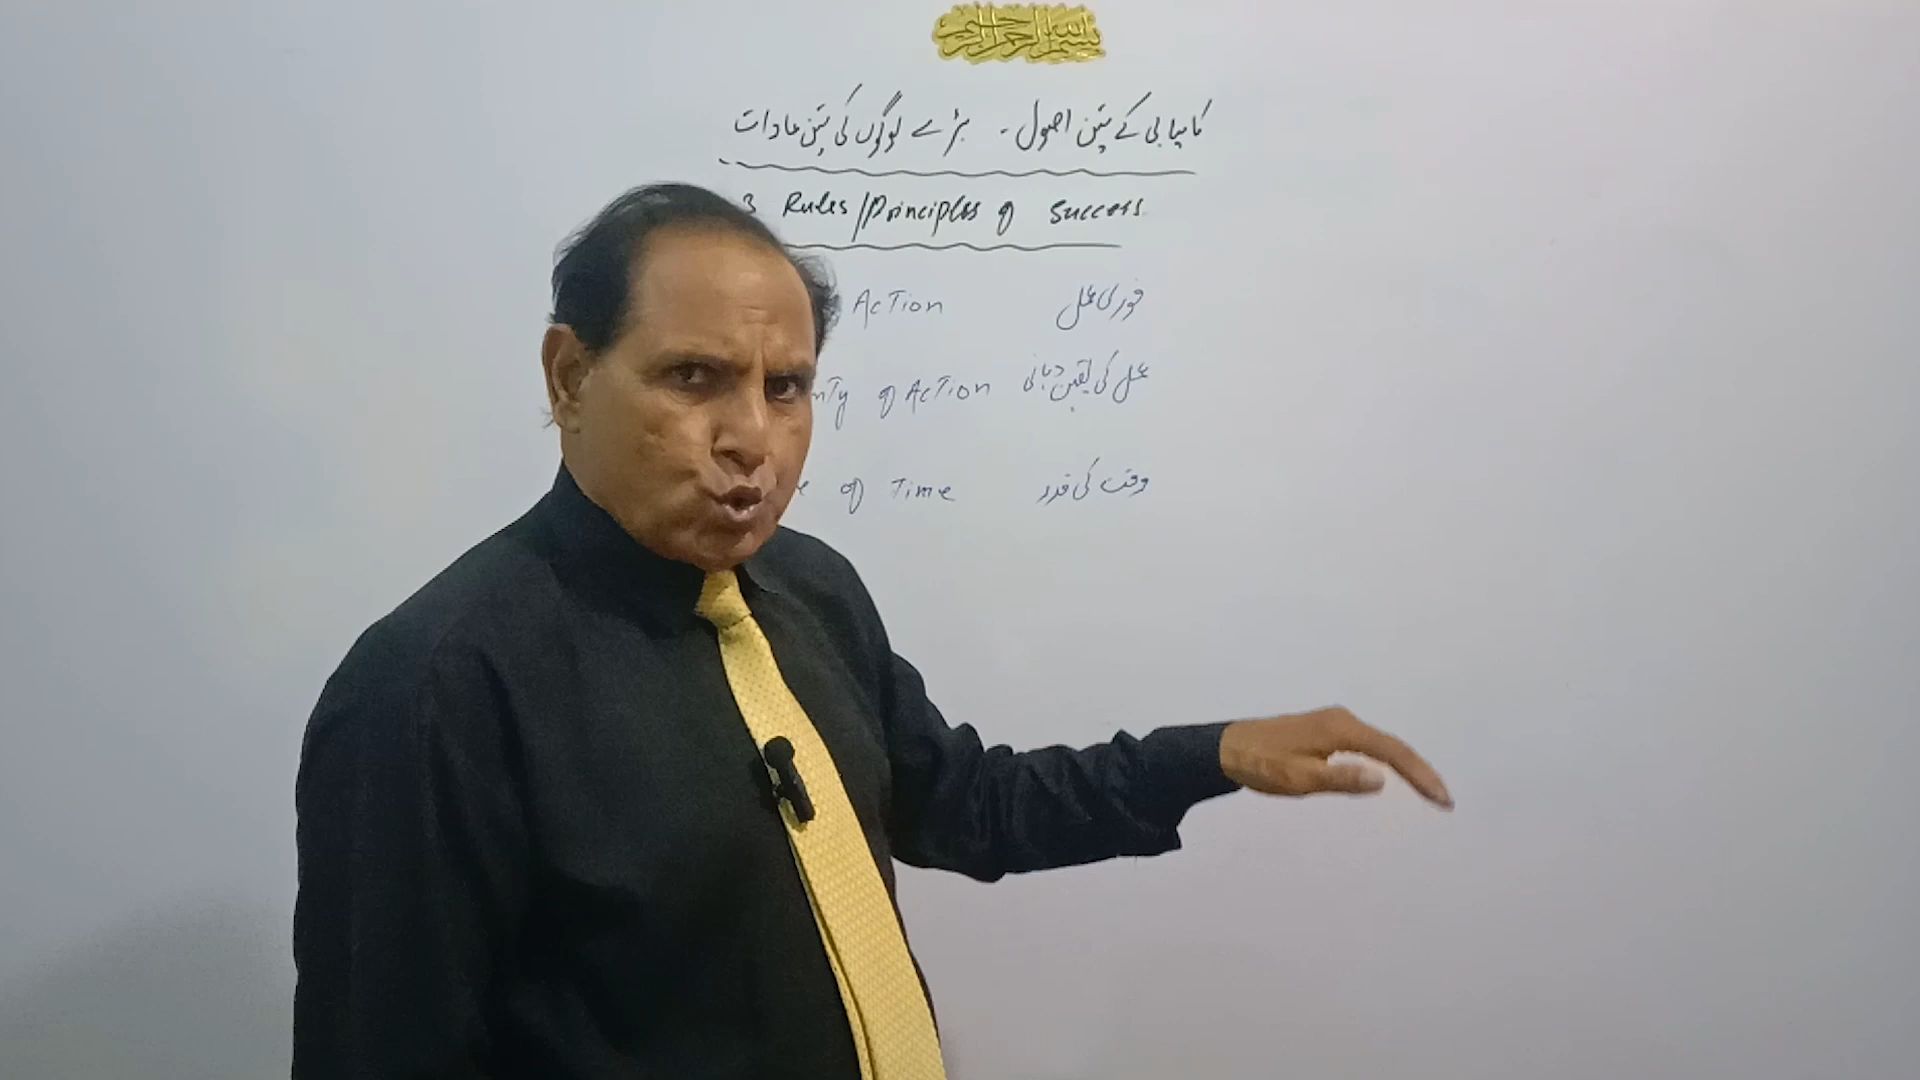 بسم اللہ الرحمن الرحیم
کامیابی کے تین اصول - بڑے لوگوں کی تین عادات
3 Rules/Principles of Success
Action فوری عمل
nty of Action عمل کی یقین دہانی
e of Time وقت کی قدر